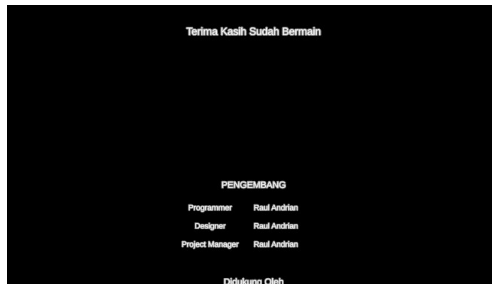 Terima Kasih Sudah Bermain
PENGEMBANG
Programmer Raul Andrian
Designer Raul Andrian
Project Manager Raul Andrian
Didukung Oleh